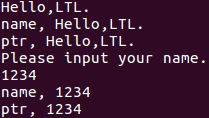 Hello,LTL.
name, Hello,LTL.
ptr, Hello,LTL.
Please input your name.
1234
name, 1234
ptr, 1234